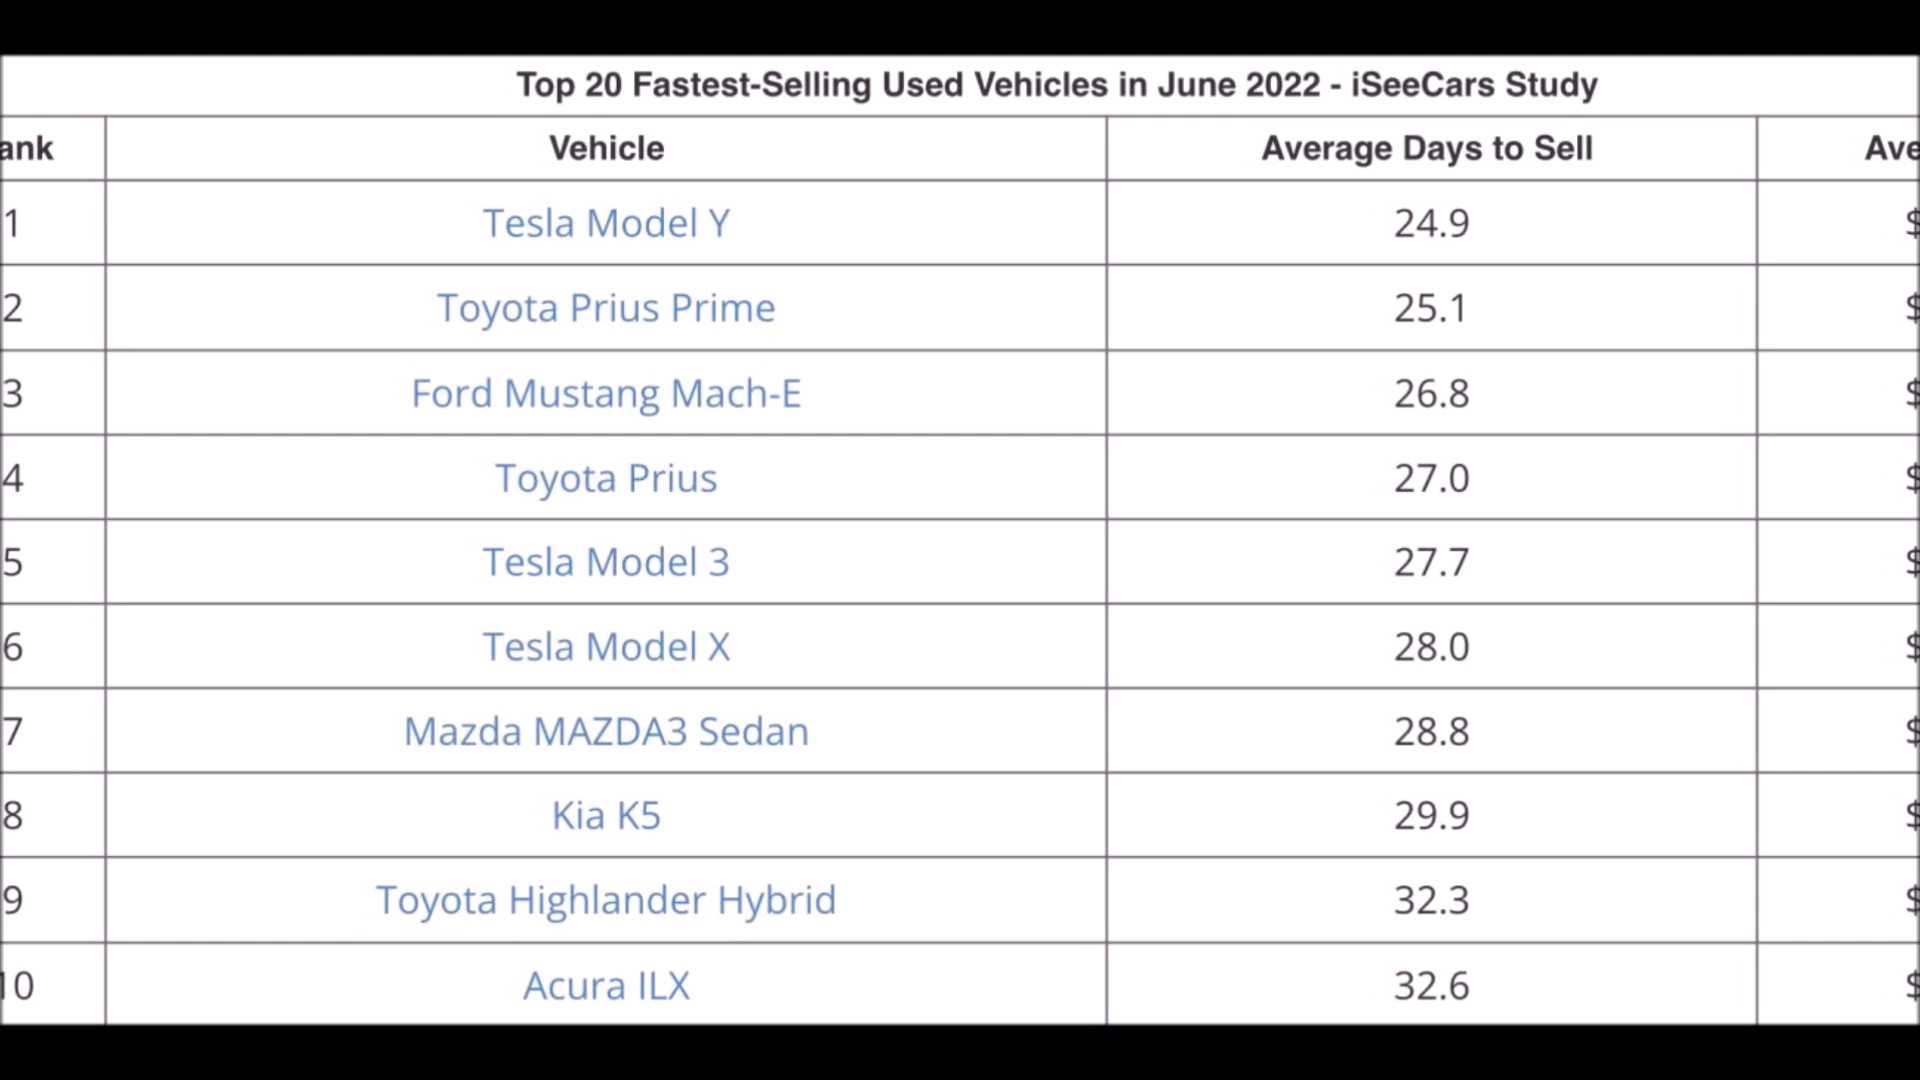 Top 20 Fastest-Selling Used Vehicles in June 2022 - iSeeCars Study
ank Vehicle Average Days to Sell Ave
1 Tesla Model Y 24.9 $
2 Toyota Prius Prime 25.1 $
3 Ford Mustang Mach-E 26.8 $
4 Toyota Prius 27.0 $
5 Tesla Model 3 27.7 $
6 Tesla Model X 28.0 $
7 Mazda MAZDA3 Sedan 28.8 $
8 Kia K5 29.9 $
9 Toyota Highlander Hybrid 32.3 $
10 Acura ILX 32.6 $